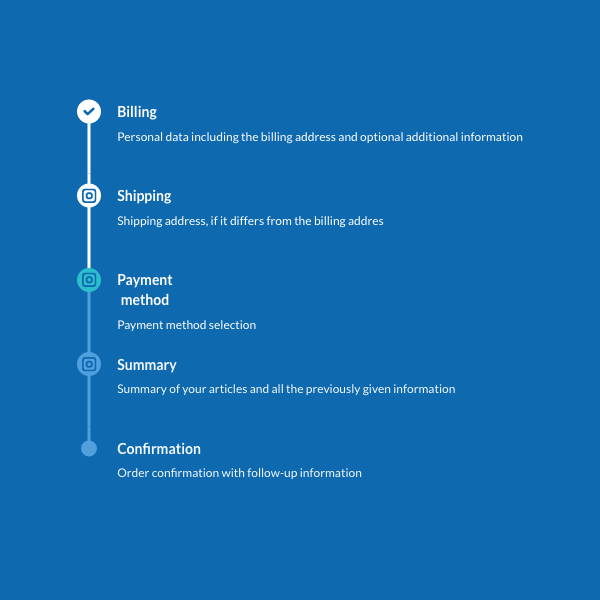 Billing
Personal data including the billing address and optional additional information
Shipping
Shipping address, if it differs from the billing addres
Payment
method
Payment method selection
Summary
Summary of your articles and all the previously given information
Confirmation
Order confirmation with follow-up information